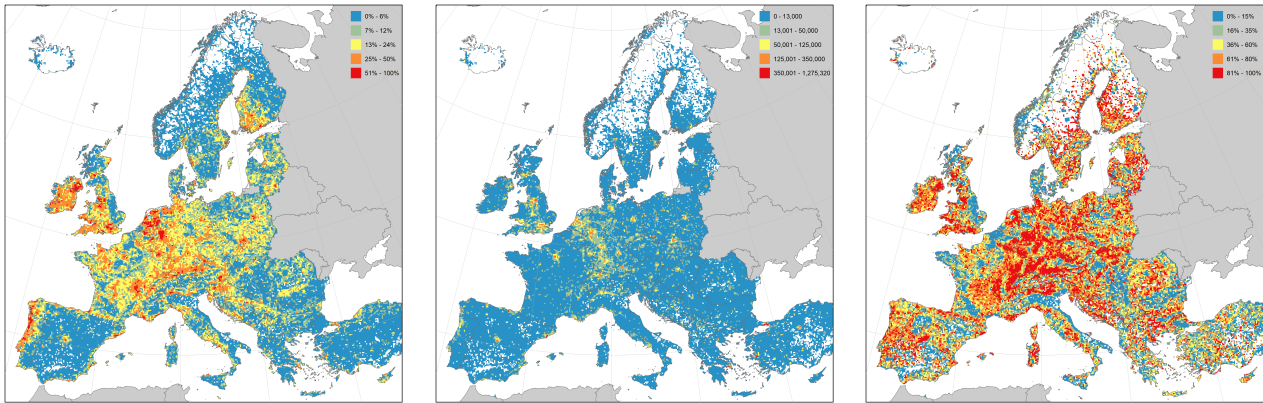 0% - 6%
7% - 12%
13% - 24%
25% - 50%
51% - 100%
0 - 13,000
13,001 - 50,000
50,001 - 125,000
125,001 - 350,000
350,001 - 1,275,320
0% - 15%
16% - 35%
36% - 60%
61% - 80%
81% - 100%